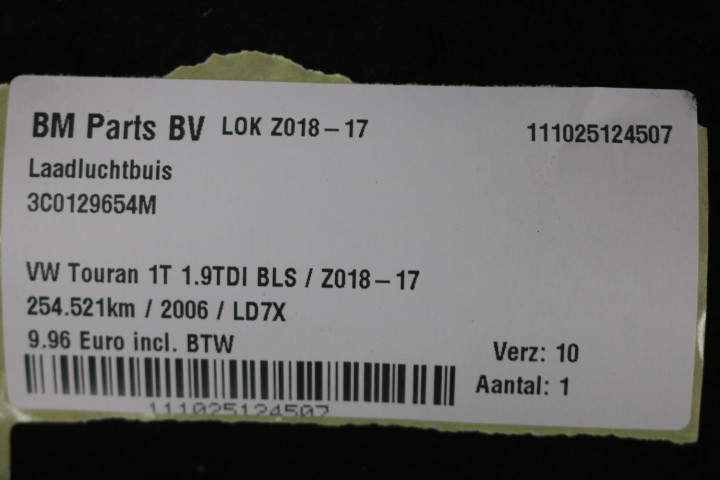 BM Parts BV LOK Z018-17 111025124507
Laadluchtbuis
3C0129654M
VW Touran 1T 1.9TDI BLS / Z018-17
254.521km / 2006 / LD7X
9.96 Euro incl. BTW
Verz: 10
Aantal: 1
111025124507